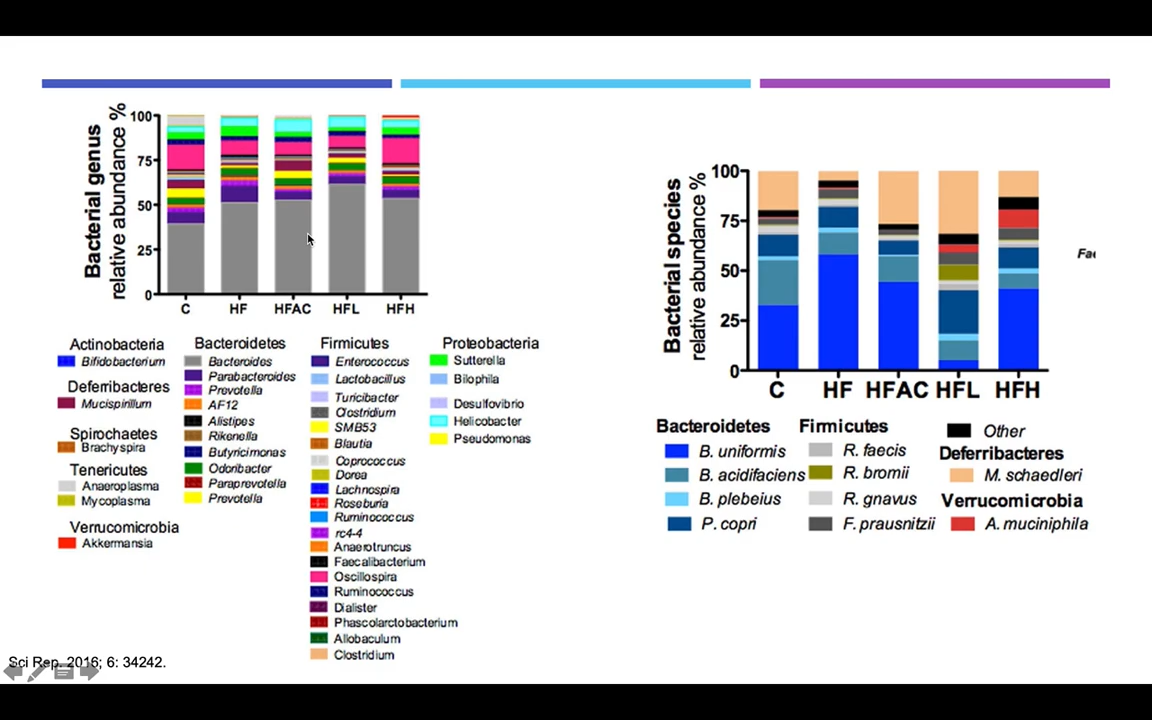 Bacterial genus
relative abundance %
100
75
50
25
0
C HF HFAC HFL HFH
Actinobacteria
Bifidobacterium
Deferribacteres
Mucispirillum
Spirochaetes
Brachyspira
Tenericutes
Anaeroplasma
Mycoplasma
Verrucomicrobia
Akkermansia
Bacteroidetes
Bacteroides
Parabacteroides
Prevotella
AF12
Alistipes
Rikenella
Butyricimonas
Odoribacter
Paraprevotella
Prevotella
Firmicutes
Enterococcus
Lactobacillus
Turicibacter
Clostridium
SMB53
Blautia
Coprococcus
Dorea
Lachnospira
Roseburia
Ruminococcus
rc4-4
Anaerotruncus
Faecalibacterium
Oscillospira
Ruminococcus
Dialister
Phascolarctobacterium
Allobaculum
Clostridium
Proteobacteria
Sutterella
Bilophila
Desulfovibrio
Helicobacter
Pseudomonas
Bacterial species
relative abundance %
100
75
50
25
0
C HF HFAC HFL HFH
Bacteroidetes
B. uniformis
B. acidifaciens
B. plebeius
P. copri
Firmicutes
R. faecis
R. bromii
R. gnavus
F. prausnitzii
Other
Deferribacteres
M. schaedleri
Verrucomicrobia
A. muciniphila
Sci Rep. 2016; 6: 34242.